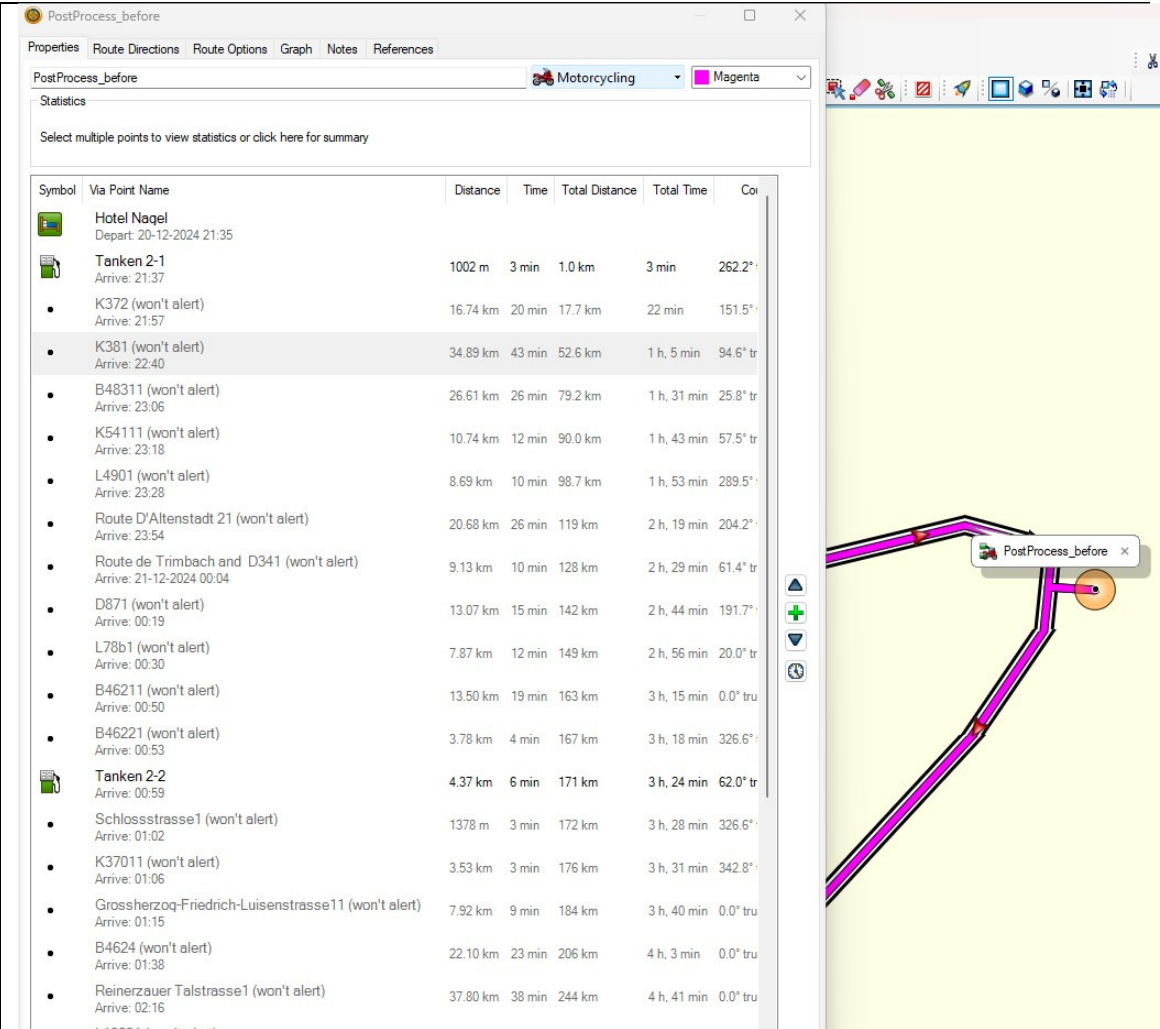 PostProcess_before
Properties Route Directions Route Options Graph Notes References
PostProcess_before Motorcycling Magenta
Statistics
Select multiple points to view statistics or click here for summary
Symbol Via Point Name Distance Time Total Distance Total Time Cou
Hotel Nagel
Depart: 20-12-2024 21:35
Tanken 2-1 1002 m 3 min 1.0 km 3 min 262.2° t
Arrive: 21:37
K372 (won't alert) 16.74 km 20 min 17.7 km 22 min 151.5° t
Arrive: 21:57
K381 (won't alert) 34.89 km 43 min 52.6 km 1 h, 5 min 94.6° tr
Arrive: 22:40
B48311 (won't alert) 26.61 km 26 min 79.2 km 1 h, 31 min 25.8° tr
Arrive: 23:06
K54111 (won't alert) 10.74 km 12 min 90.0 km 1 h, 43 min 57.5° tr
Arrive: 23:18
L4901 (won't alert) 8.69 km 10 min 98.7 km 1 h, 53 min 289.5° t
Arrive: 23:28
Route D'Altenstadt 21 (won't alert) 20.68 km 26 min 119 km 2 h, 19 min 204.2° t
Arrive: 23:54
Route de Trimbach and D341 (won't alert) 9.13 km 10 min 128 km 2 h, 29 min 61.4° tr
Arrive: 21-12-2024 00:04
D871 (won't alert) 13.07 km 15 min 142 km 2 h, 44 min 191.7° t
Arrive: 00:19
L78b1 (won't alert) 7.87 km 12 min 149 km 2 h, 56 min 20.0° tr
Arrive: 00:30
B46211 (won't alert) 13.50 km 19 min 163 km 3 h, 15 min 0.0° tru
Arrive: 00:50
B46221 (won't alert) 3.78 km 4 min 167 km 3 h, 18 min 326.6° t
Arrive: 00:53
Tanken 2-2 4.37 km 6 min 171 km 3 h, 24 min 62.0° tr
Arrive: 00:59
Schlossstrasse1 (won't alert) 1378 m 3 min 172 km 3 h, 28 min 326.6° t
Arrive: 01:02
K37011 (won't alert) 3.53 km 3 min 176 km 3 h, 31 min 342.8° t
Arrive: 01:06
Grossherzog-Friedrich-Luisenstrasse11 (won't alert) 7.92 km 9 min 184 km 3 h, 40 min 0.0° tru
Arrive: 01:15
B4624 (won't alert) 22.10 km 23 min 206 km 4 h, 3 min 0.0° tru
Arrive: 01:38
Reinerzauer Talstrasse1 (won't alert) 37.80 km 38 min 244 km 4 h, 41 min 0.0° tru
Arrive: 02:16
PostProcess_before